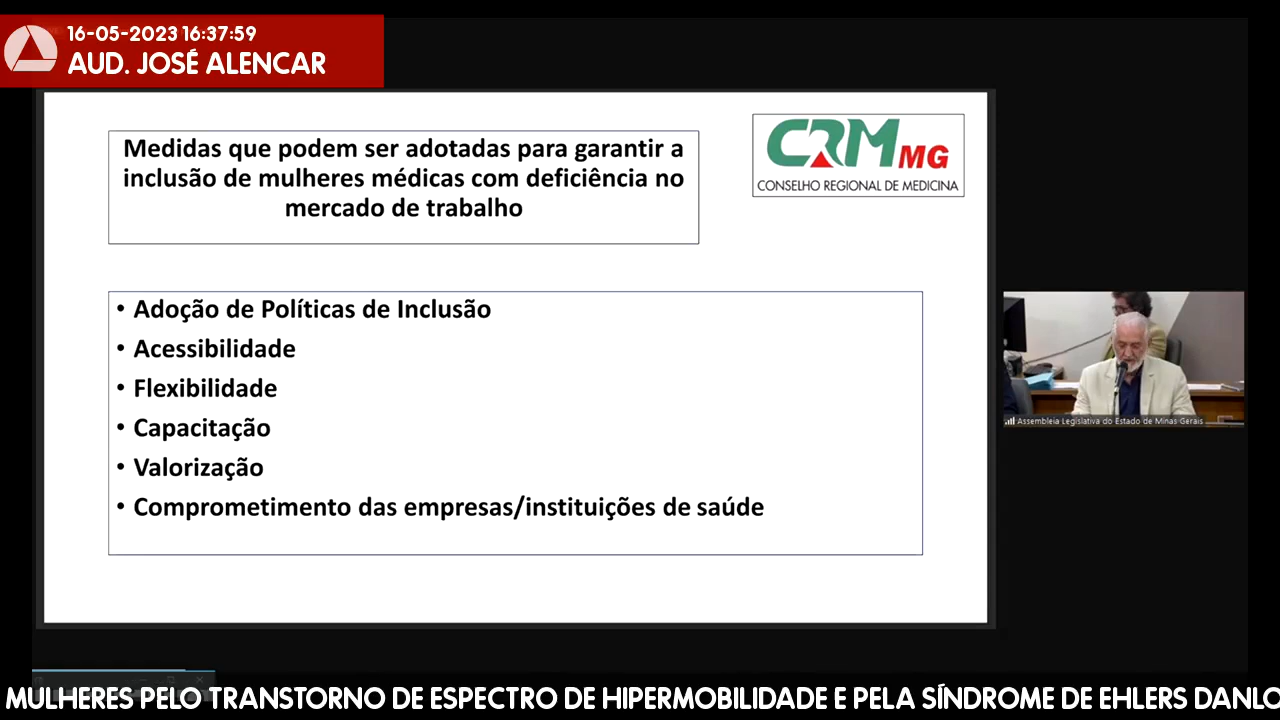 16-05-2023 16:37:59
AUD. JOSÉ ALENCAR
Medidas que podem ser adotadas para garantir a
inclusão de mulheres médicas com deficiência no
mercado de trabalho
CRM MG
CONSELHO REGIONAL DE MEDICINA
• Adoção de Políticas de Inclusão
• Acessibilidade
• Flexibilidade
• Capacitação
• Valorização
• Comprometimento das empresas/instituições de saúde
Assembleia Legislativa do Estado de Minas Gerais
MULHERES PELO TRANSTORNO DE ESPECTRO DE HIPERMOBILIDADE E PELA SÍNDROME DE EHLERS DANLO